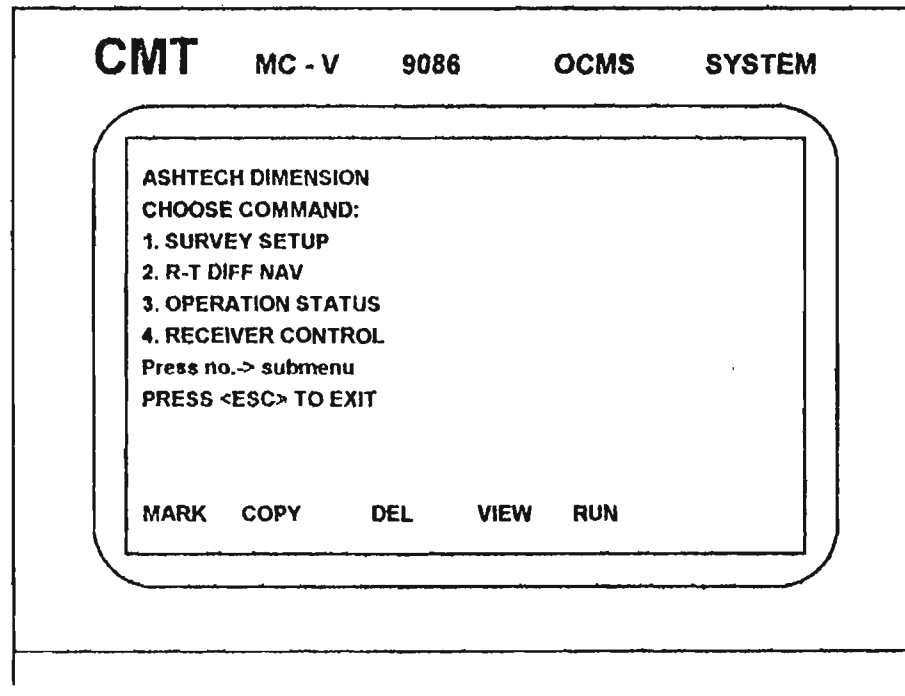 CMT MC - V 9086 OCMS SYSTEM
ASHTECH DIMENSION
CHOOSE COMMAND:
1. SURVEY SETUP
2. R-T DIFF NAV
3. OPERATION STATUS
4. RECEIVER CONTROL
Press no.-> submenu
PRESS <ESC> TO EXIT
MARK COPY DEL VIEW RUN